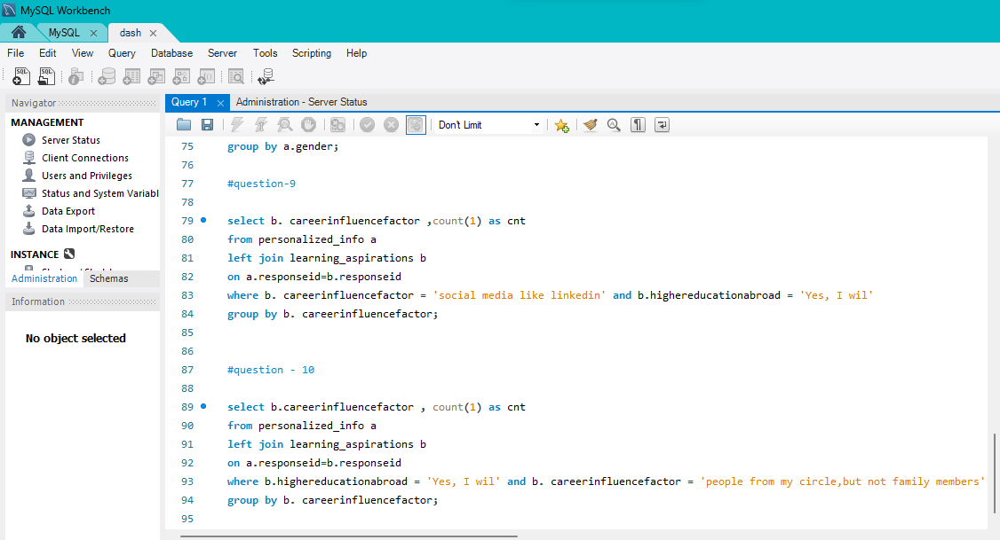 MySQL Workbench
MySQL
dash
File Edit View Query Database Server Tools Scripting Help
SQL SQL
Navigator
MANAGEMENT
Server Status
Client Connections
Users and Privileges
Status and System Variabl
Data Export
Data Import/Restore
INSTANCE
Administration Schemas
Information
No object selected
Query 1 Administration - Server Status
Don't Limit
75 group by a.gender;
76
77 #question-9
78
79 select b. careerinfluencefactor ,count(1) as cnt
80 from personalized_info a
81 left join learning_aspirations b
82 on a.responseid=b.responseid
83 where b. careerinfluencefactor = 'social media like linkedin' and b.highereducationabroad = 'Yes, I wil'
84 group by b. careerinfluencefactor;
85
86
87 #question - 10
88
89 select b.careerinfluencefactor , count(1) as cnt
90 from personalized_info a
91 left join learning_aspirations b
92 on a.responseid=b.responseid
93 where b.highereducationabroad = 'Yes, I wil' and b. careerinfluencefactor = 'people from my circle,but not family members'
94 group by b. careerinfluencefactor;
95